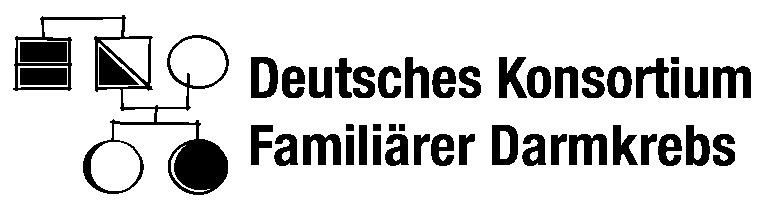 Deutsches Konsortium
Familiärer Darmkrebs